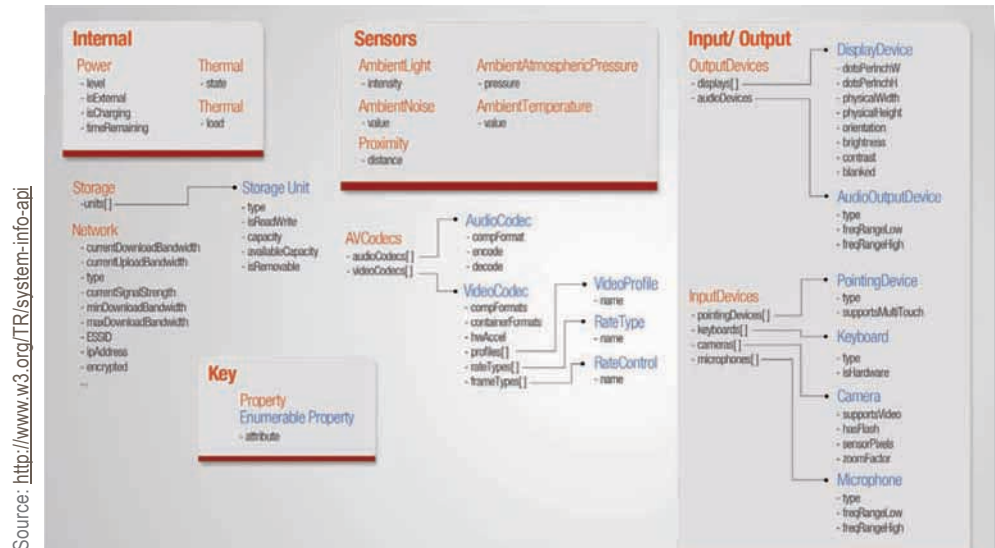 Source: http://www.w3.org/TR/system-info-api
Internal
Power
- level
- isExternal
- isCharging
- timeRemaining
Thermal
- state
Thermal
- load
Storage
-units[]
Storage Unit
- type
- isReadWrite
- capacity
- availableCapacity
- isRemovable
Network
- currentDownloadBandwidth
- currentUploadBandwidth
- type
- currentSignalStrength
- minDownloadBandwidth
- maxDownloadBandwidth
- ESSID
- ipAddress
- encrypted
...
Key
Property
Enumerable Property
- attribute
Sensors
AmbientLight
- intensity
AmbientNoise
- value
Proximity
- distance
AmbientAtmosphericPressure
- pressure
AmbientTemperature
- value
AVCodecs
- audioCodecs[]
- videoCodecs[]
AudioCodec
- compFormat
- encode
- decode
VideoCodec
- compFormats
- containerFormats
- hwAccel
- profiles[]
- rateTypes[]
- frameTypes[]
VideoProfile
- name
RateType
- name
RateControl
- name
Input/ Output
OutputDevices
- displays[]
- audioDevices
DisplayDevice
- dotsPerInchW
- dotsPerInchH
- physicalWidth
- physicalHeight
- orientation
- brightness
- contrast
- blanked
AudioOutputDevice
- type
- freqRangeLow
- freqRangeHigh
InputDevices
- pointingDevices[]
- keyboards[]
- cameras[]
- microphones[]
PointingDevice
- type
- supportsMultiTouch
Keyboard
- type
- isHardware
Camera
- supportsVideo
- hasFlash
- sensorPixels
- zoomFactor
Microphone
- type
- freqRangeLow
- freqRangeHigh